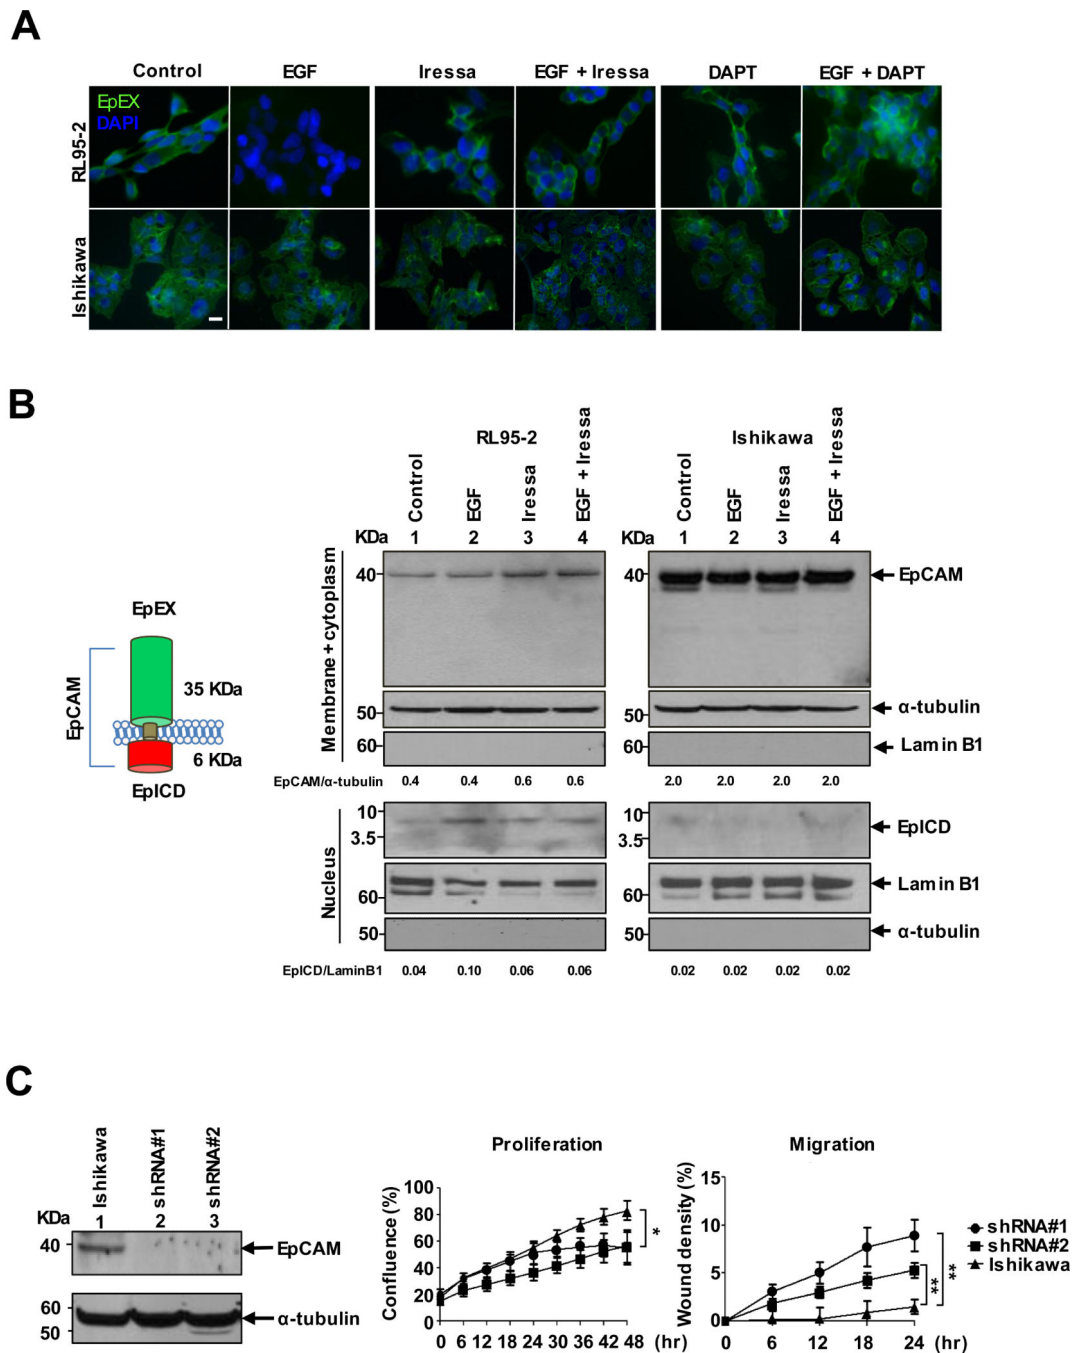 A
Control EGF Iressa EGF + Iressa DAPT EGF + DAPT
EpEX
DAPI
RL95-2
Ishikawa
B
RL95-2 Ishikawa
Control EGF Iressa EGF + Iressa Control EGF Iressa EGF + Iressa
KDa 1 2 3 4 KDa 1 2 3 4
Membrane + cytoplasm
40 40 EpCAM
50 50 α-tubulin
60 60 Lamin B1
EpCAM/α-tubulin 0.4 0.4 0.6 0.6 2.0 2.0 2.0 2.0
EpEX
EpCAM
35 KDa
6 KDa
EpICD
Nucleus
10 10
3.5 3.5 EpICD
60 60 Lamin B1
50 50 α-tubulin
EpICD/LaminB1 0.04 0.10 0.06 0.06 0.02 0.02 0.02 0.02
C
Ishikawa shRNA#1 shRNA#2
KDa 1 2 3
40 EpCAM
60
50 α-tubulin
Proliferation
Confluence (%)
100
80
60
40
20
0
0 6 12 18 24 30 36 42 48 (hr)
*
Migration
Wound density(%)
15
10
5
0
0 6 12 18 24 (hr)
** **
shRNA#1
shRNA#2
Ishikawa